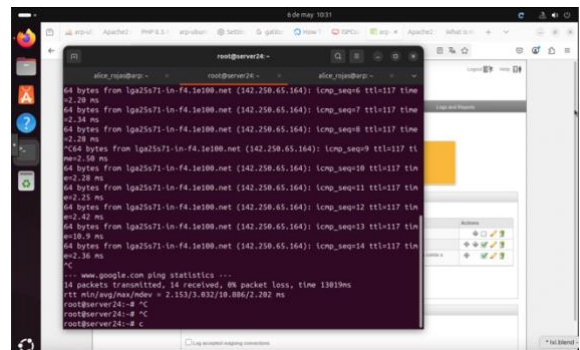 6 de may 10:31
Apache2
root@server24: ~
alice_rojas@arp: ~
root@server24: ~
alice_rojas@arp: ~
64 bytes from lga25s71-in-f4.1e100.net (142.250.65.164): icmp_seq=6 ttl=117 time
=2.20 ms
64 bytes from lga25s71-in-f4.1e100.net (142.250.65.164): icmp_seq=7 ttl=117 time
=2.34 ms
64 bytes from lga25s71-in-f4.1e100.net (142.250.65.164): icmp_seq=8 ttl=117 time
=2.28 ms
^C64 bytes from lga25s71-in-f4.1e100.net (142.250.65.164): icmp_seq=9 ttl=117 ti
me=2.50 ms
64 bytes from lga25s71-in-f4.1e100.net (142.250.65.164): icmp_seq=10 ttl=117 tim
e=2.28 ms
64 bytes from lga25s71-in-f4.1e100.net (142.250.65.164): icmp_seq=11 ttl=117 tim
e=2.25 ms
64 bytes from lga25s71-in-f4.1e100.net (142.250.65.164): icmp_seq=12 ttl=117 tim
e=2.42 ms
64 bytes from lga25s71-in-f4.1e100.net (142.250.65.164): icmp_seq=13 ttl=117 tim
e=10.9 ms
64 bytes from lga25s71-in-f4.1e100.net (142.250.65.164): icmp_seq=14 ttl=117 tim
e=2.36 ms
^C
--- www.google.com ping statistics ---
14 packets transmitted, 14 received, 0% packet loss, time 13019ms
rtt min/avg/max/mdev = 2.153/3.032/10.886/2.202 ms
root@server24:~# ^C
root@server24:~# ^C
root@server24:~# c
Logs and Reports
Actions
Log accepted outgoing connections